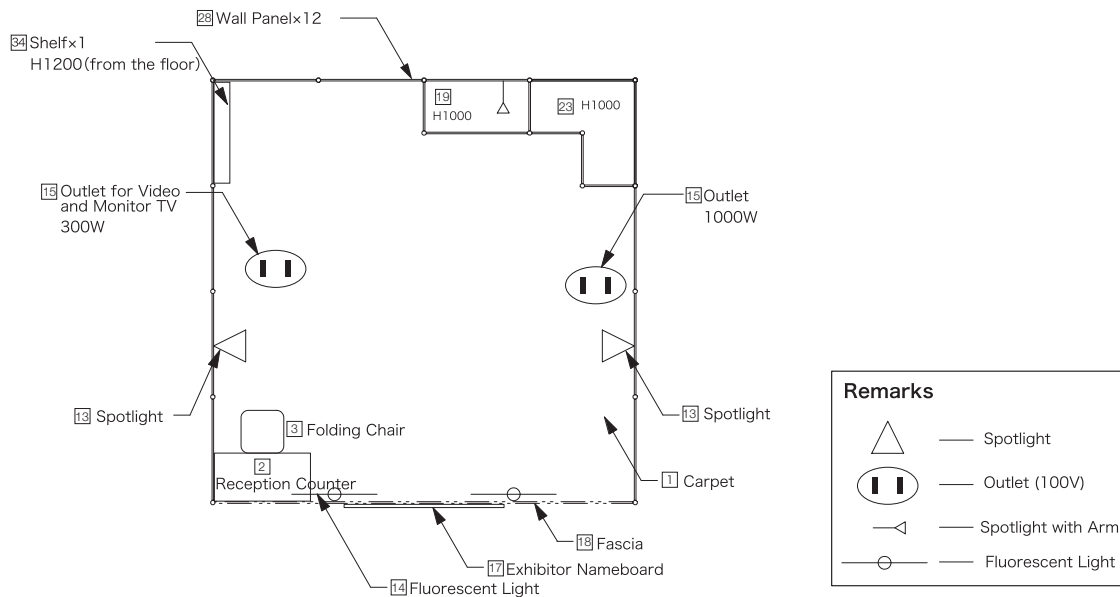 28 Wall Panel×12
34 Shelf×1
H1200(from the floor)
19
H1000
23 H1000
15 Outlet for Video
and Monitor TV
300W
15 Outlet
1000W
13 Spotlight
13 Spotlight
3 Folding Chair
2
Reception Counter
1 Carpet
18 Fascia
17 Exhibitor Nameboard
14 Fluorescent Light
Remarks
Spotlight
Outlet (100V)
Spotlight with Arm
Fluorescent Light